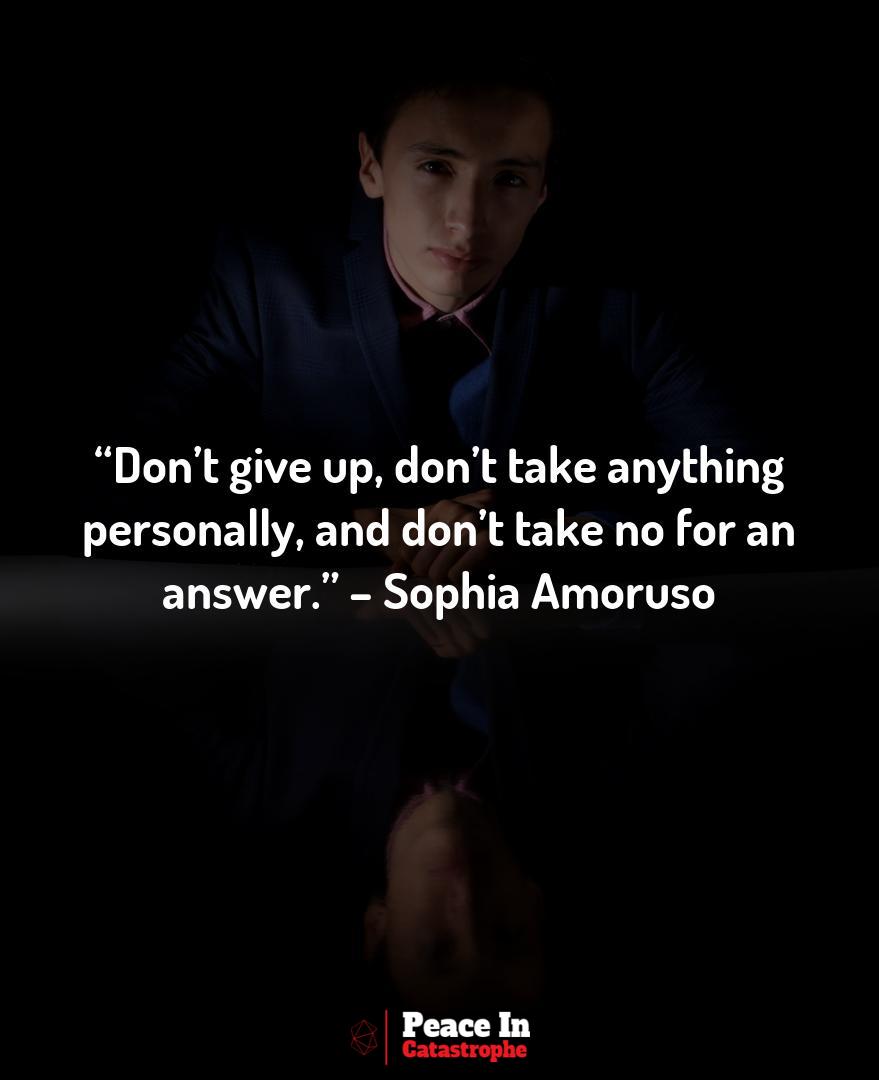 “Don’t give up, don’t take anything
personally, and don’t take no for an
answer.” – Sophia Amoruso
Peace In
Catastrophe